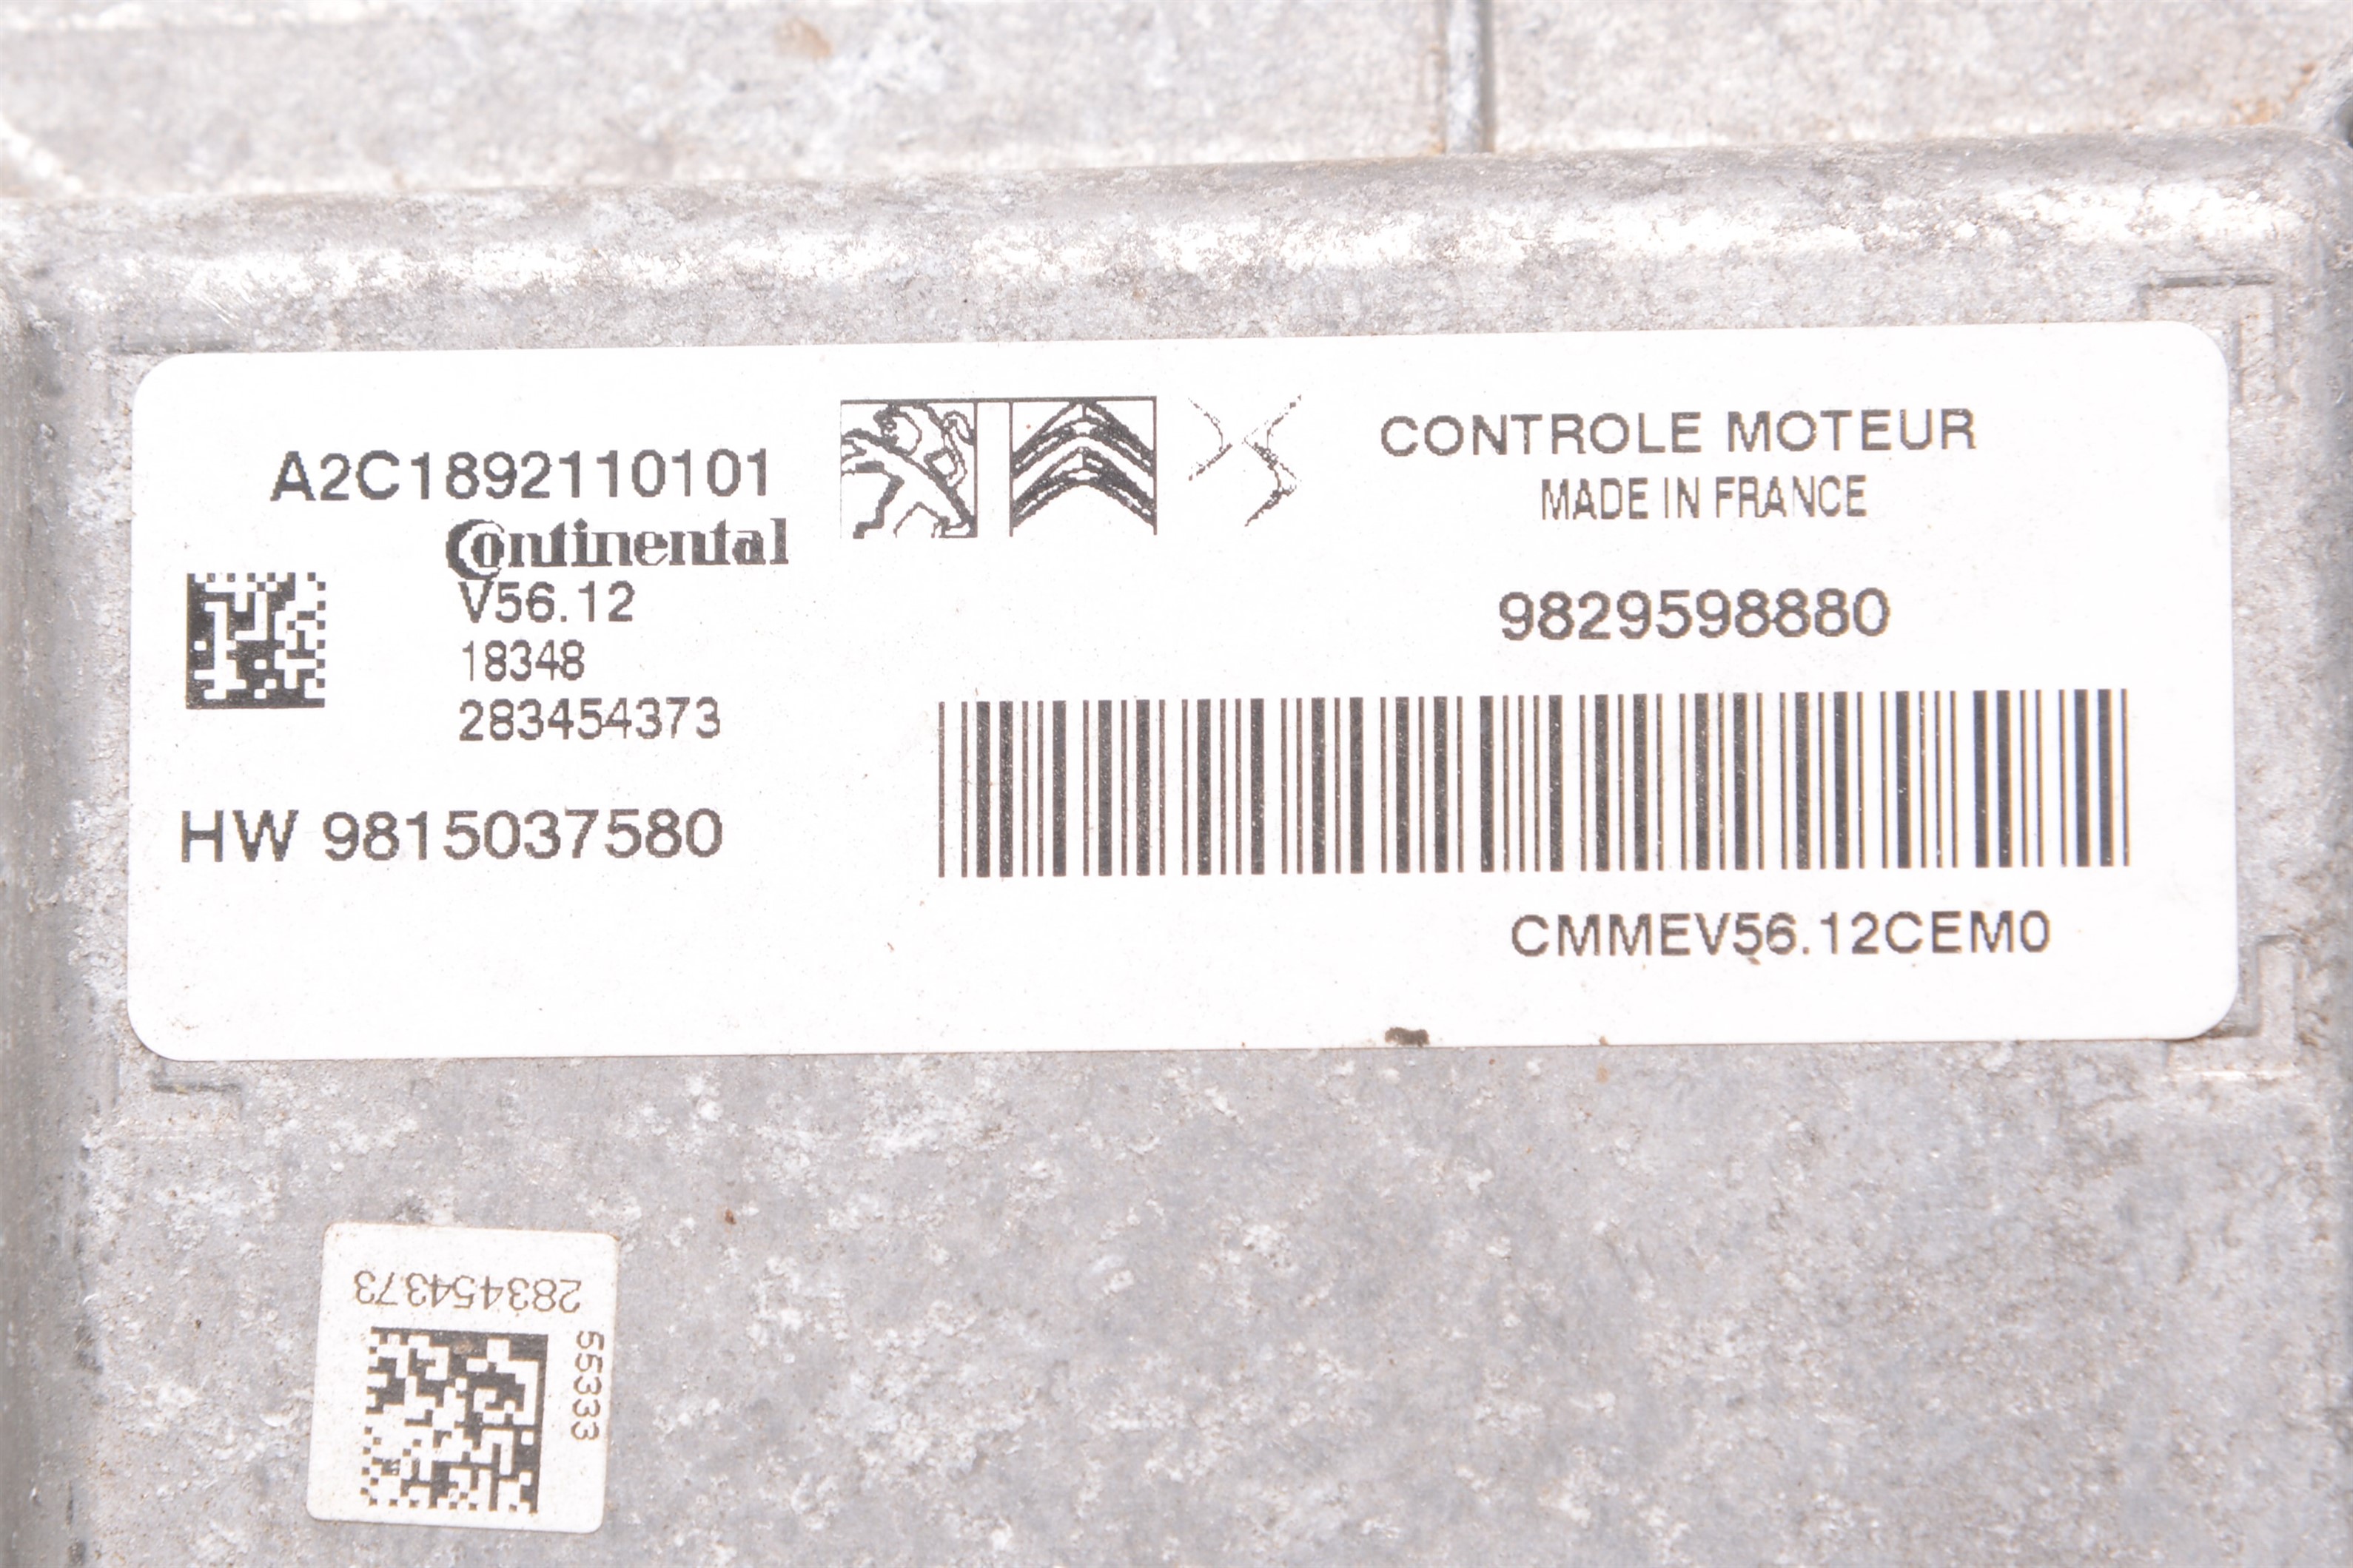 A2C1892110101
Continental
V56.12
18348
283454373
HW 9815037580
CONTROLE MOTEUR
MADE IN FRANCE
9829598880
CMMEV56.12CEM0
283454373
55333